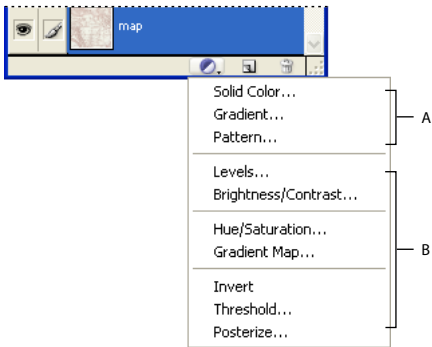 map
Solid Color...
Gradient...
Pattern...
A
Levels...
Brightness/Contrast...
Hue/Saturation...
Gradient Map...
B
Invert
Threshold...
Posterize...